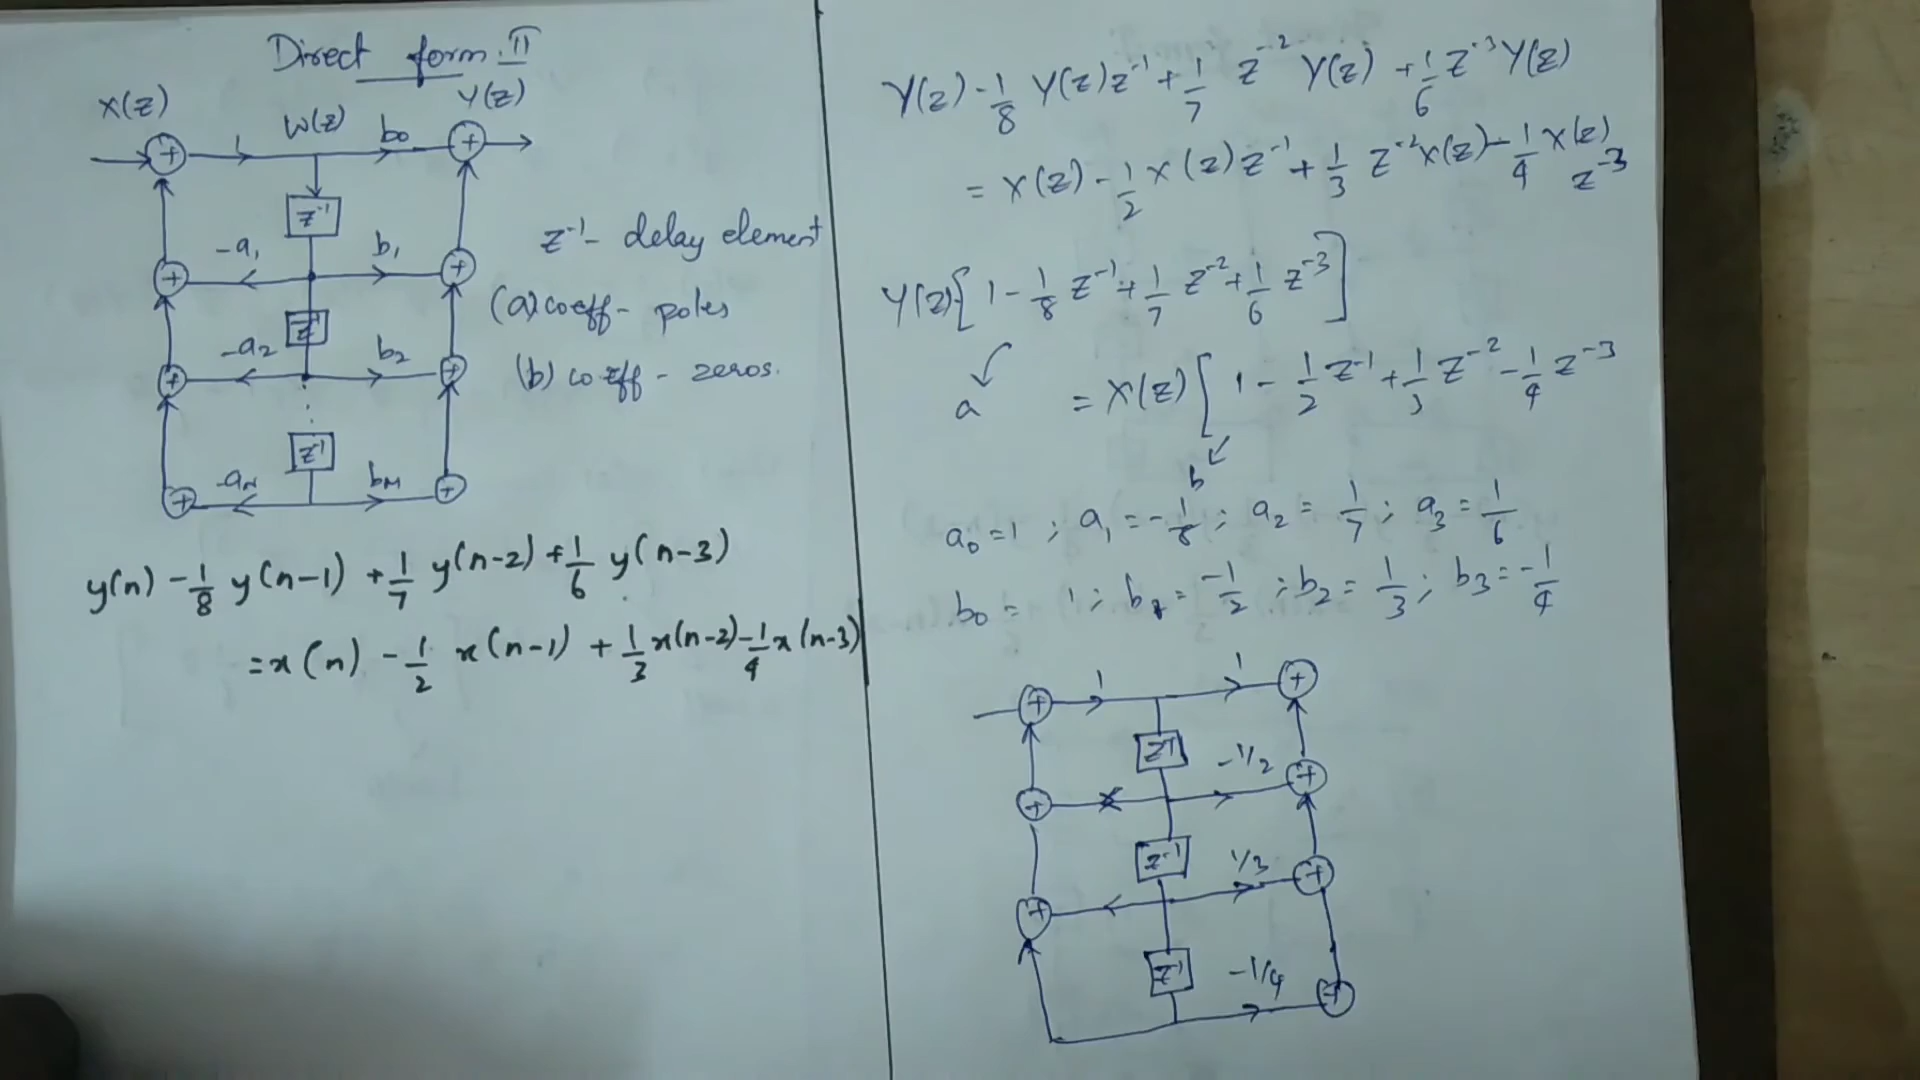 Direct form II
X(z) W(z) b₀ Y(z)
1
z⁻¹
-a₁ b₁
z⁻¹ - delay element
z⁻¹
(a) coeff - poles
-a₂ b₂
(b) coeff - zeros.
z⁻¹
-aN bM
y(n) - 1/8 y(n-1) + 1/7 y(n-2) + 1/6 y(n-3)
= x(n) - 1/2 x(n-1) + 1/3 x(n-2) - 1/4 x(n-3)
Y(z) - 1/8 Y(z) z⁻¹ + 1/7 z⁻² Y(z) + 1/6 z⁻³ Y(z)
= X(z) - 1/2 X(z) z⁻¹ + 1/3 z⁻² X(z) - 1/4 X(z) z⁻³
Y(z) [ 1 - 1/8 z⁻¹ + 1/7 z⁻² + 1/6 z⁻³ ]
a = X(z) [ 1 - 1/2 z⁻¹ + 1/3 z⁻² - 1/4 z⁻³
b
a₀ = 1 ; a₁ = -1/8 ; a₂ = 1/7 ; a₃ = 1/6
b₀ = 1 ; b₁ = -1/2 ; b₂ = 1/3 ; b₃ = -1/4
1 1
z⁻¹
-1/2
z⁻¹
1/3
z⁻¹
-1/4